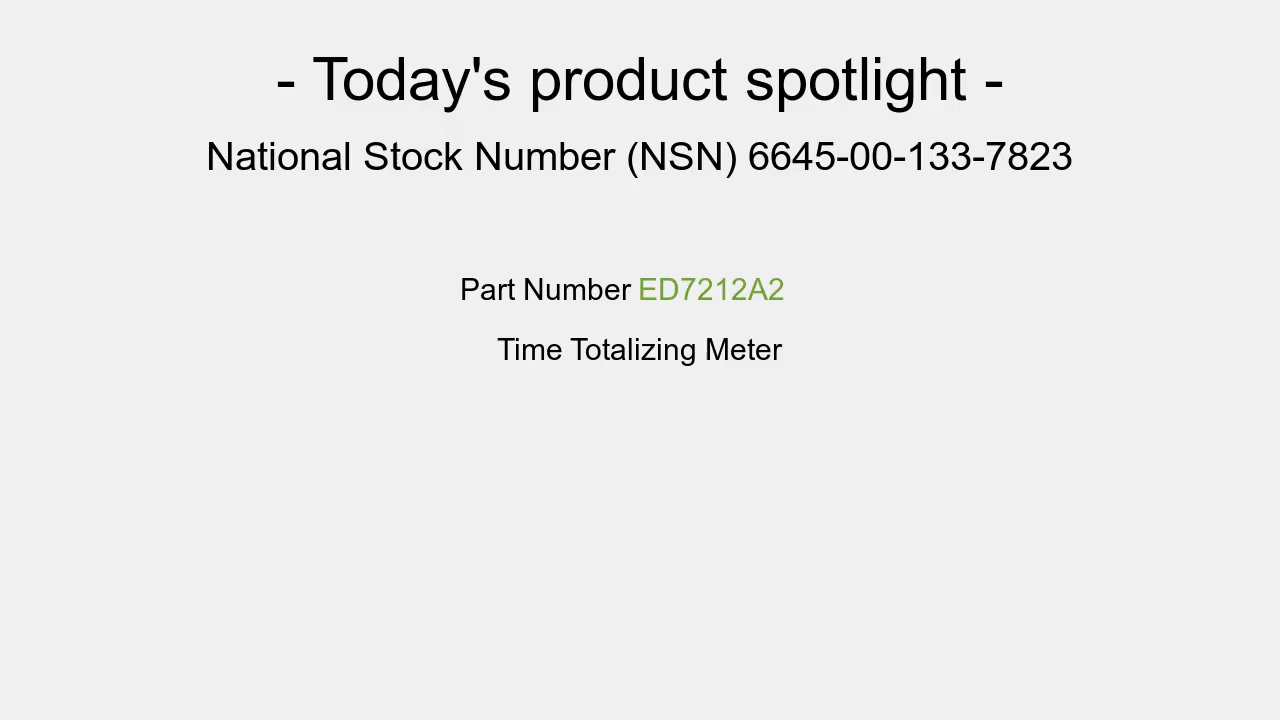 - Today's product spotlight -
National Stock Number (NSN) 6645-00-133-7823
Part Number ED7212A2
Time Totalizing Meter